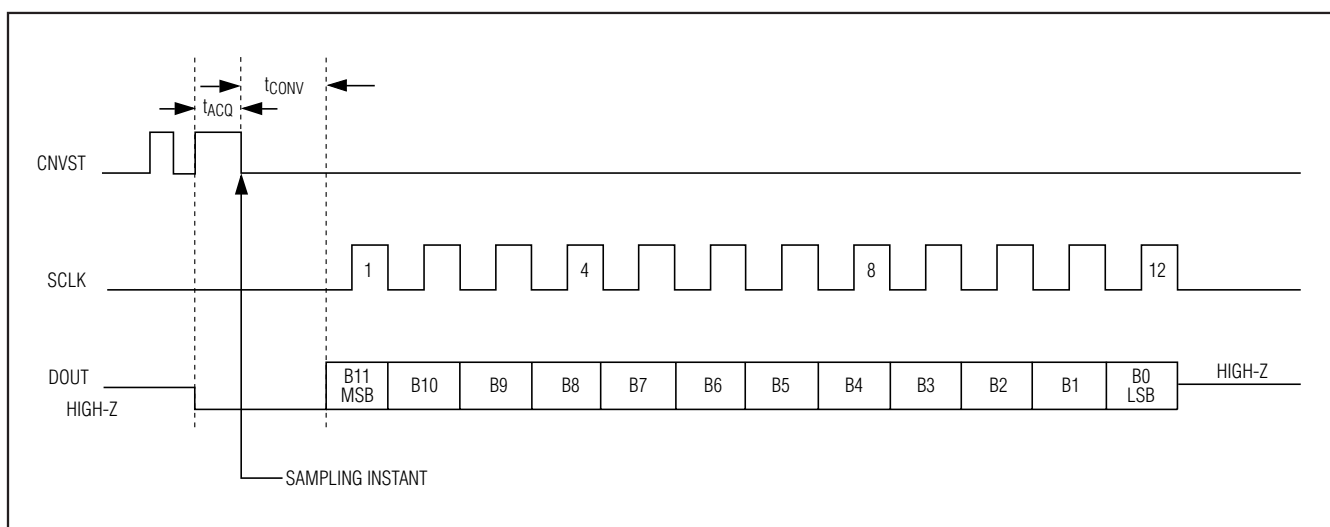 tCONV
tACQ
CNVST
SCLK
1
4
8
12
DOUT
HIGH-Z
B11
MSB
B10
B9
B8
B7
B6
B5
B4
B3
B2
B1
B0
LSB
HIGH-Z
SAMPLING INSTANT